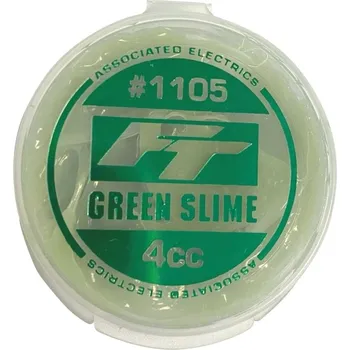 ASSOCIATED ELECTRICS
#1105
FT
GREEN SLIME
4cc
ASSOCIATED ELECTRICS